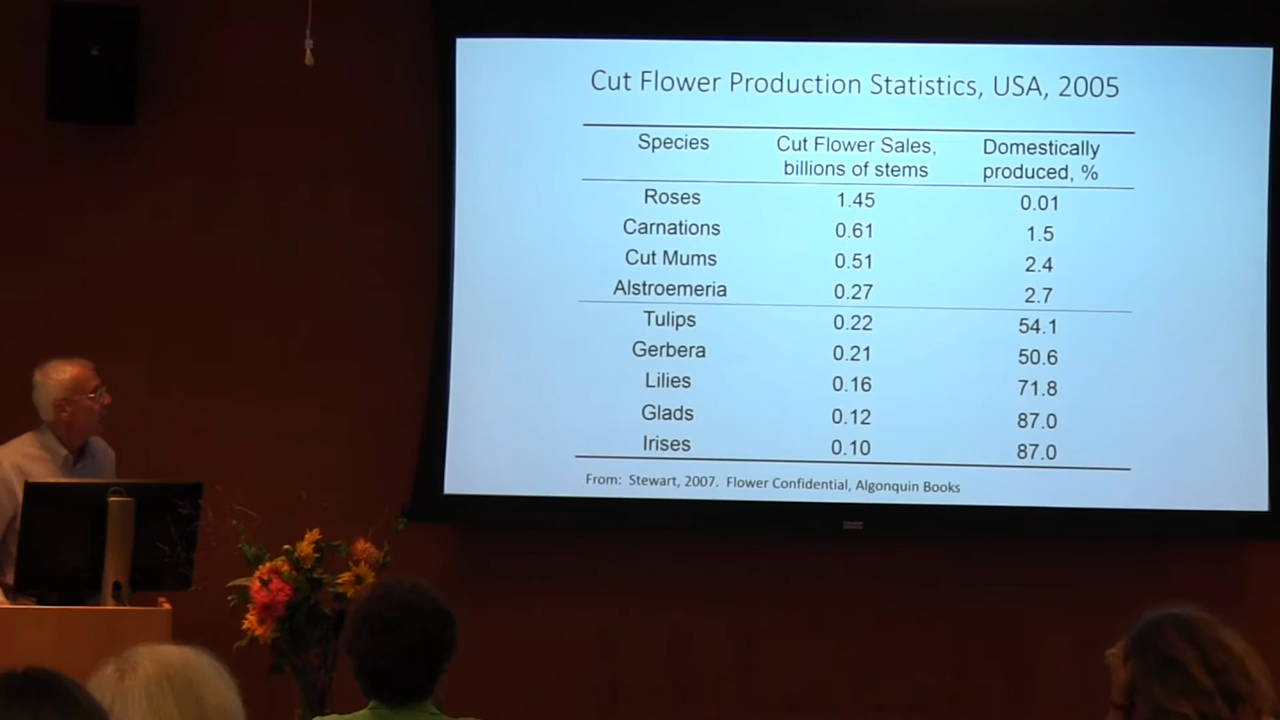 Cut Flower Production Statistics, USA, 2005
Species Cut Flower Sales, billions of stems Domestically produced, %
Roses 1.45 0.01
Carnations 0.61 1.5
Cut Mums 0.51 2.4
Alstroemeria 0.27 2.7
Tulips 0.22 54.1
Gerbera 0.21 50.6
Lilies 0.16 71.8
Glads 0.12 87.0
Irises 0.10 87.0
From: Stewart, 2007. Flower Confidential, Algonquin Books